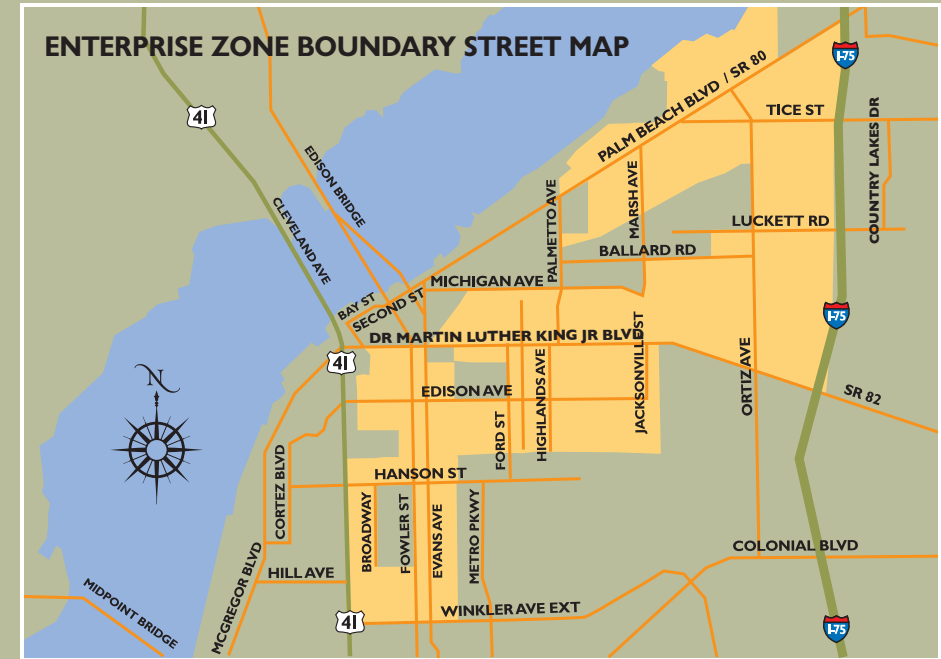 ENTERPRISE ZONE BOUNDARY STREET MAP
I-75
PALM BEACH BLVD / SR 80
TICE ST
41
COUNTRY LAKES DR
EDISON BRIDGE
MARSH AVE
PALMETTO AVE
CLEVELAND AVE
LUCKETT RD
BALLARD RD
MICHIGAN AVE
BAY ST
SECOND ST
I-75
DR MARTIN LUTHER KING JR BLVD
JACKSONVILLE ST
41
N
ORTIZ AVE
EDISON AVE
SR 82
HIGHLANDS AVE
FORD ST
CORTEZ BLVD
HANSON ST
BROADWAY
FOWLER ST
EVANS AVE
METRO PKWY
COLONIAL BLVD
HILL AVE
MCGREGOR BLVD
MIDPOINT BRIDGE
WINKLER AVE EXT
41
I-75